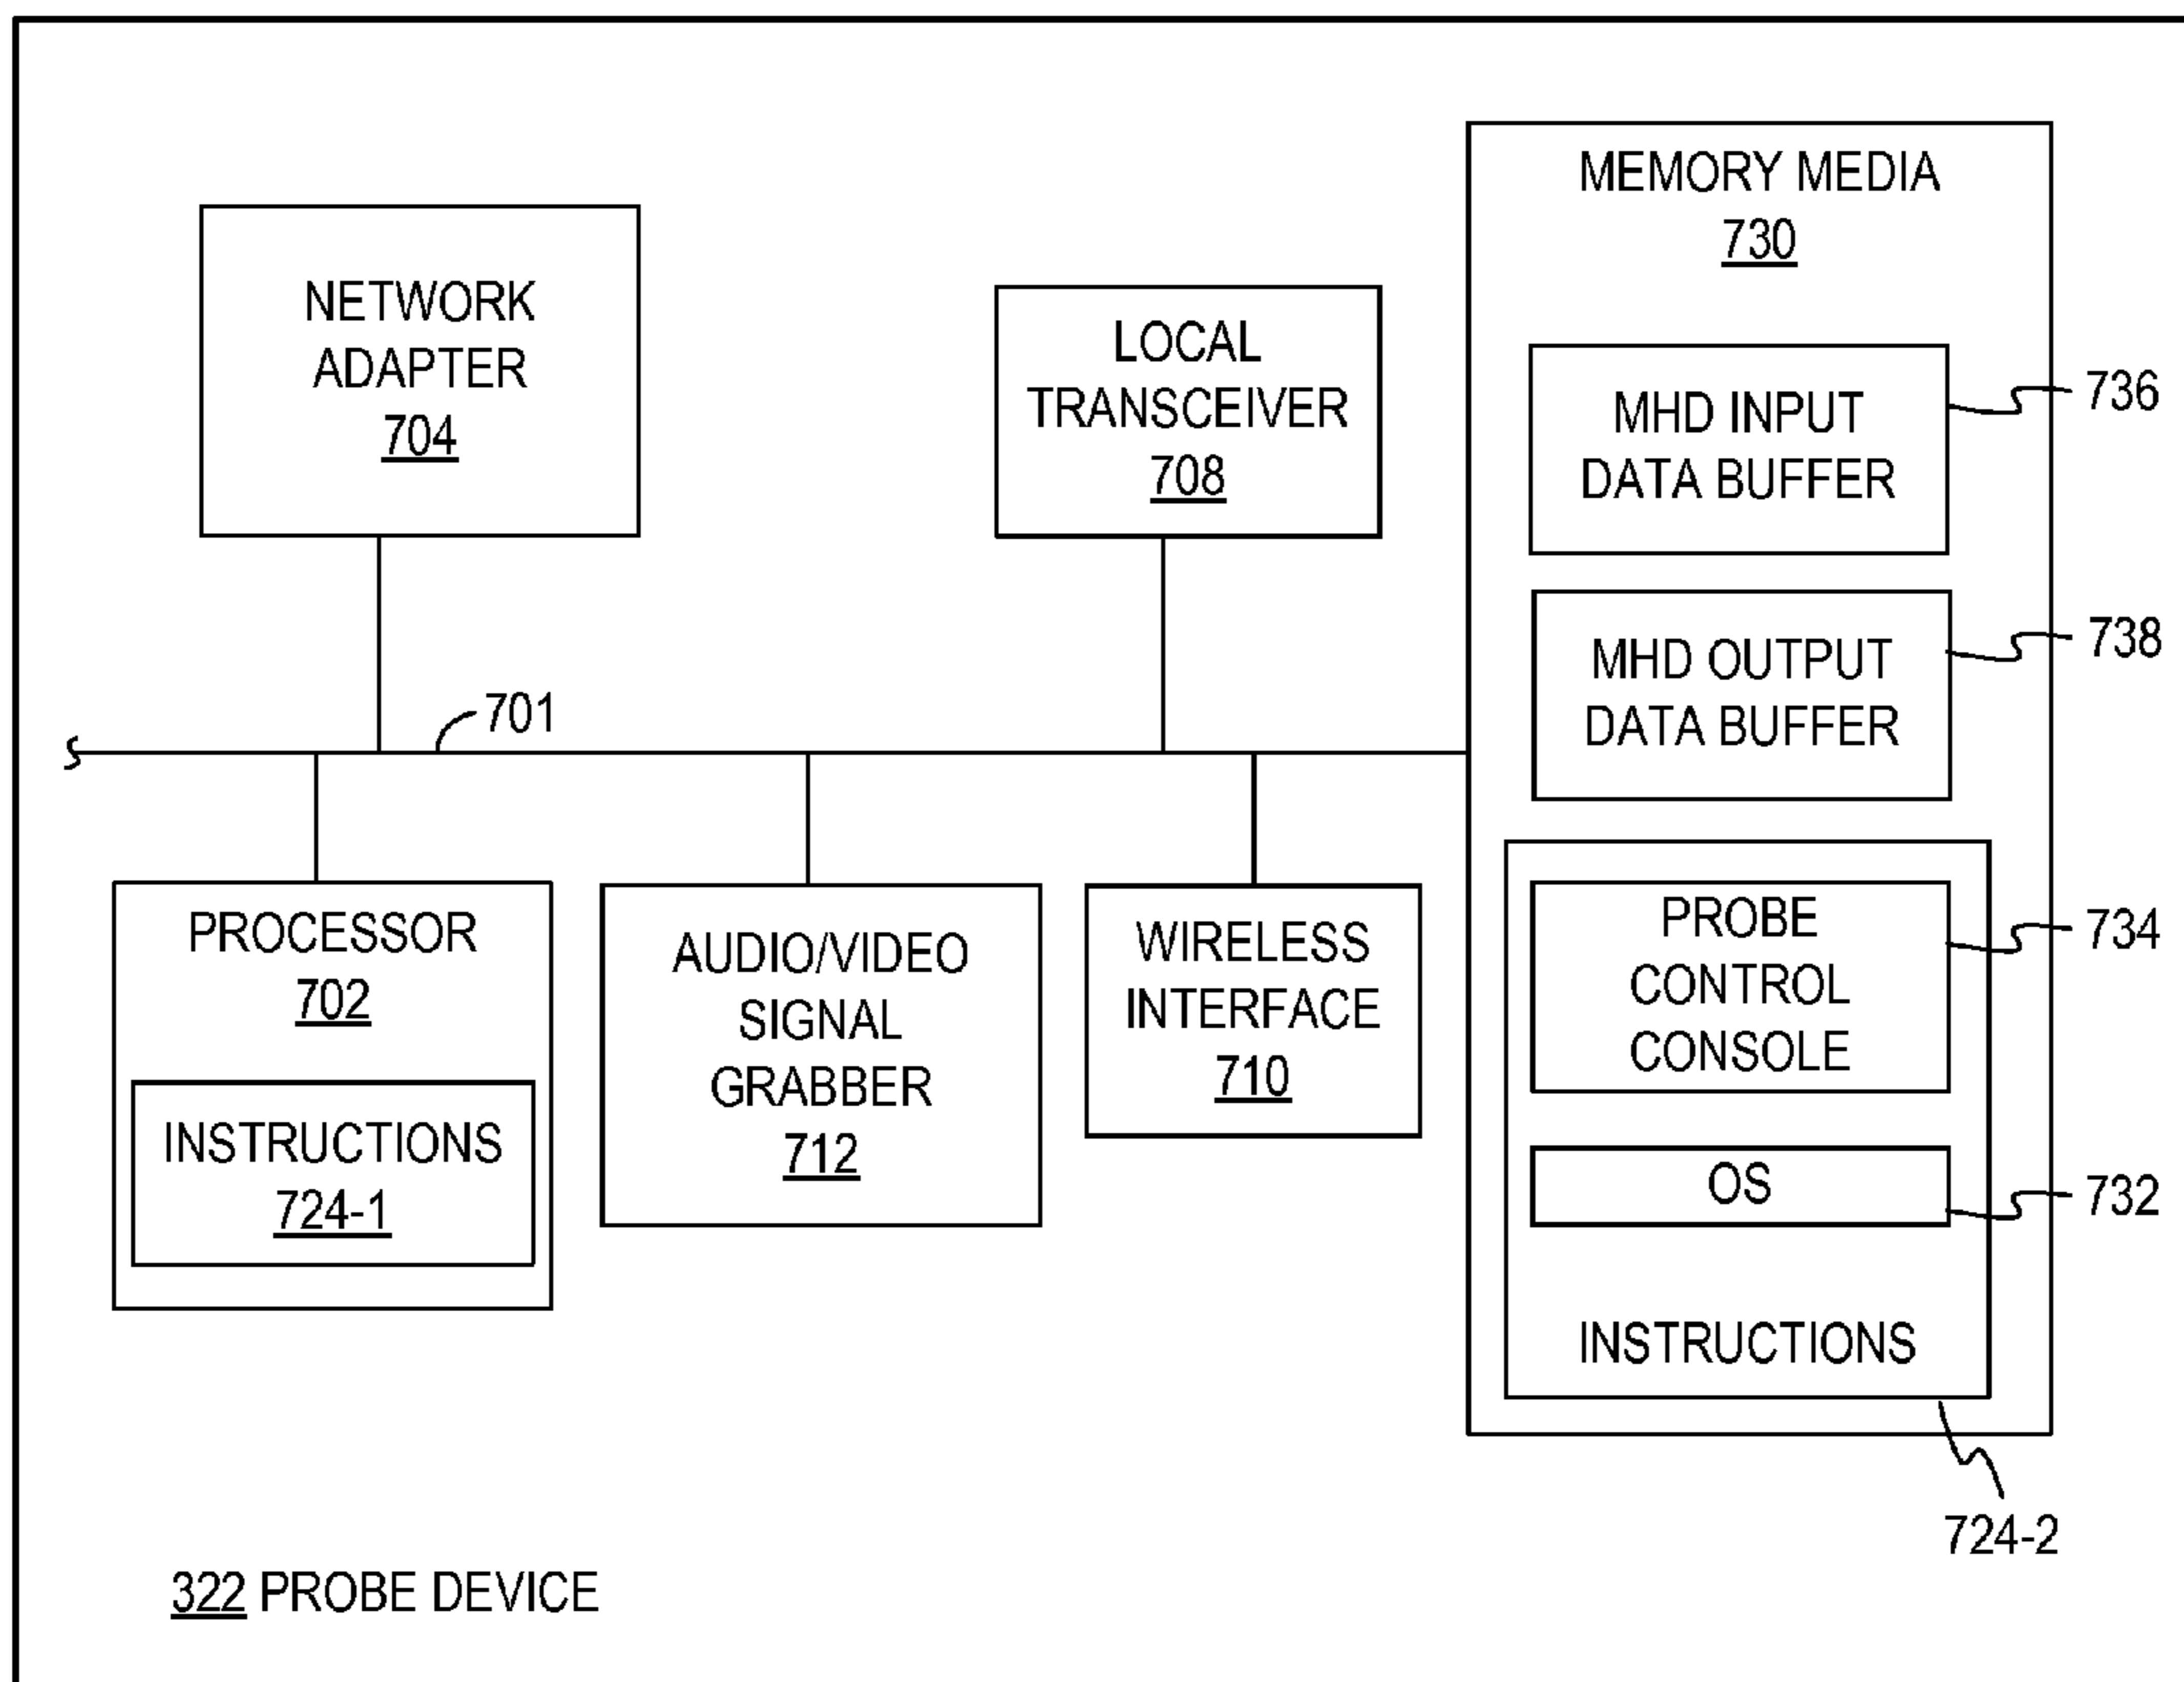 MEMORY MEDIA
730
NETWORK
ADAPTER
704
LOCAL
TRANSCEIVER
708
MHD INPUT
DATA BUFFER
736
MHD OUTPUT
DATA BUFFER
738
701
PROCESSOR
702
INSTRUCTIONS
724-1
AUDIO/VIDEO
SIGNAL
GRABBER
712
WIRELESS
INTERFACE
710
PROBE
CONTROL
CONSOLE
734
OS
732
INSTRUCTIONS
724-2
322 PROBE DEVICE